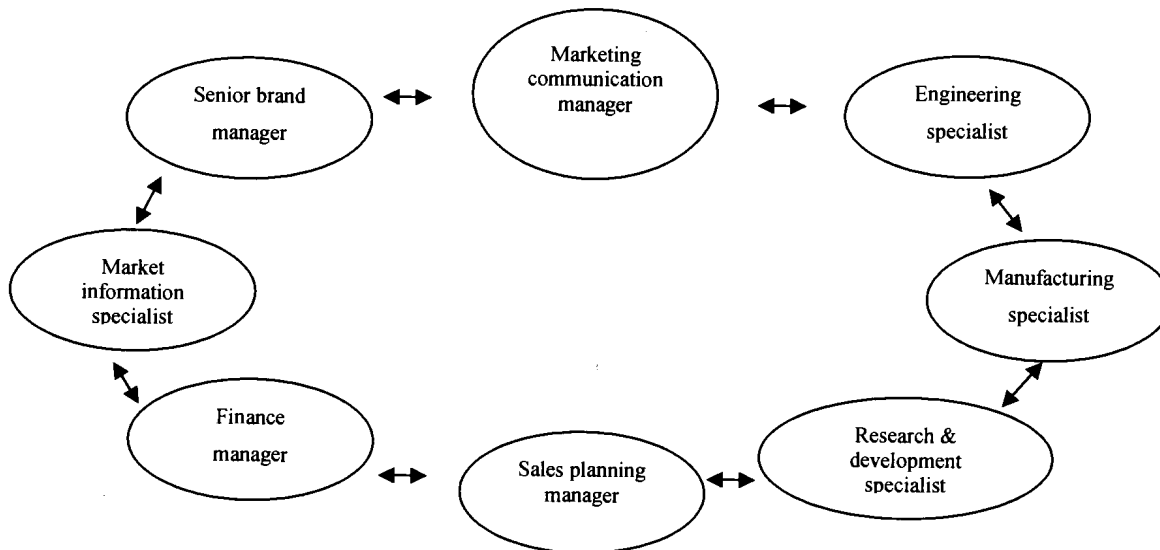 Marketing
communication
manager
Senior brand
manager
Engineering
specialist
Market
information
specialist
Manufacturing
specialist
Finance
manager
Sales planning
manager
Research &
development
specialist